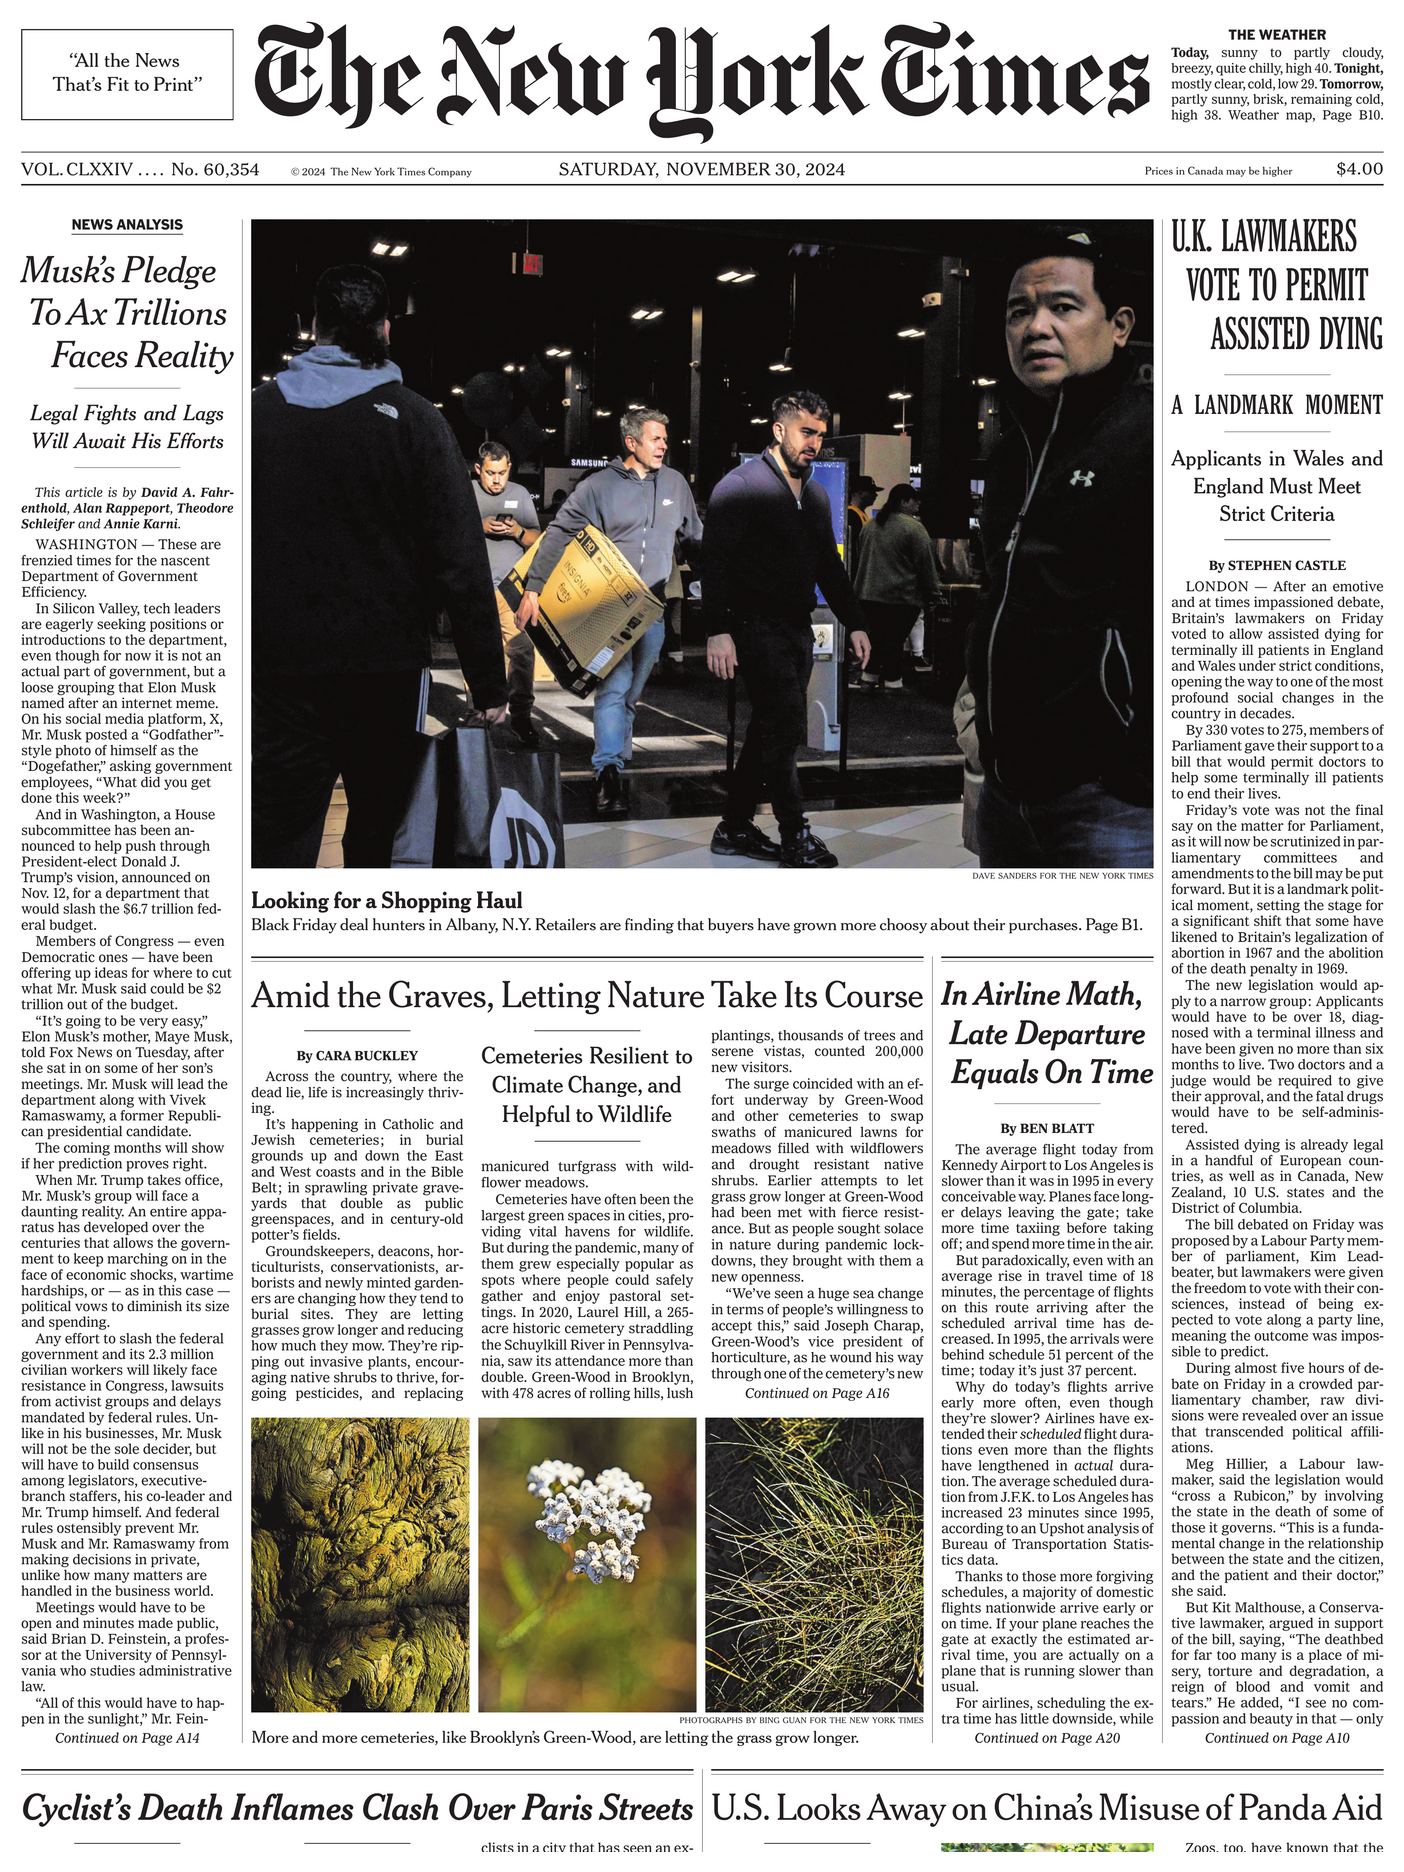 “All the News
That’s Fit to Print”
The New York Times
THE WEATHER
Today, sunny to partly cloudy,
breezy, quite chilly, high 40. Tonight,
mostly clear, cold, low 29. Tomorrow,
partly sunny, brisk, remaining cold,
high 38. Weather map, Page B10.
VOL. CLXXIV .... No. 60,354
© 2024 The New York Times Company
SATURDAY, NOVEMBER 30, 2024
Prices in Canada may be higher
$4.00
NEWS ANALYSIS
Musk’s Pledge
To Ax Trillions
Faces Reality
Legal Fights and Lags
Will Await His Efforts
This article is by David A. Fahr-
enthold, Alan Rappeport, Theodore
Schleifer and Annie Karni.
WASHINGTON — These are
frenzied times for the nascent
Department of Government
Efficiency.
In Silicon Valley, tech leaders
are eagerly seeking positions or
introductions to the department,
even though for now it is not an
actual part of government, but a
loose grouping that Elon Musk
named after an internet meme.
On his social media platform, X,
Mr. Musk posted a “Godfather”-
style photo of himself as the
“Dogefather,” asking government
employees, “What did you get
done this week?”
And in Washington, a House
subcommittee has been an-
nounced to help push through
President-elect Donald J.
Trump’s vision, announced on
Nov. 12, for a department that
would slash the $6.7 trillion fed-
eral budget.
Members of Congress — even
Democratic ones — have been
offering up ideas for where to cut
what Mr. Musk said could be $2
trillion out of the budget.
“It’s going to be very easy,”
Elon Musk’s mother, Maye Musk,
told Fox News on Tuesday, after
she sat in on some of her son’s
meetings. Mr. Musk will lead the
department along with Vivek
Ramaswamy, a former Republi-
can presidential candidate.
The coming months will show
if her prediction proves right.
When Mr. Trump takes office,
Mr. Musk’s group will face a
daunting reality. An entire appa-
ratus has developed over the
centuries that allows the govern-
ment to keep marching on in the
face of economic shocks, wartime
hardships, or — as in this case —
political vows to diminish its size
and spending.
Any effort to slash the federal
government and its 2.3 million
civilian workers will likely face
resistance in Congress, lawsuits
from activist groups and delays
mandated by federal rules. Un-
like in his businesses, Mr. Musk
will not be the sole decider, but
will have to build consensus
among legislators, executive-
branch staffers, his co-leader and
Mr. Trump himself. And federal
rules ostensibly prevent Mr.
Musk and Mr. Ramaswamy from
making decisions in private,
unlike how many matters are
handled in the business world.
Meetings would have to be
open and minutes made public,
said Brian D. Feinstein, a profes-
sor at the University of Pennsyl-
vania who studies administrative
law.
“All of this would have to hap-
pen in the sunlight,” Mr. Fein-
Continued on Page A14
SAMSUNG
INSIGNIA
fire tv
HD
32
JD
DAVE SANDERS FOR THE NEW YORK TIMES
Looking for a Shopping Haul
Black Friday deal hunters in Albany, N.Y. Retailers are finding that buyers have grown more choosy about their purchases. Page B1.
Amid the Graves, Letting Nature Take Its Course
By CARA BUCKLEY
Across the country, where the
dead lie, life is increasingly thriv-
ing.
It’s happening in Catholic and
Jewish cemeteries; in burial
grounds up and down the East
and West coasts and in the Bible
Belt; in sprawling private grave-
yards that double as public
greenspaces, and in century-old
potter’s fields.
Groundskeepers, deacons, hor-
ticulturists, conservationists, ar-
borists and newly minted garden-
ers are changing how they tend to
burial sites. They are letting
grasses grow longer and reducing
how much they mow. They’re rip-
ping out invasive plants, encour-
aging native shrubs to thrive, for-
going pesticides, and replacing
Cemeteries Resilient to
Climate Change, and
Helpful to Wildlife
manicured turfgrass with wild-
flower meadows.
Cemeteries have often been the
largest green spaces in cities, pro-
viding vital havens for wildlife.
But during the pandemic, many of
them grew especially popular as
spots where people could safely
gather and enjoy pastoral set-
tings. In 2020, Laurel Hill, a 265-
acre historic cemetery straddling
the Schuylkill River in Pennsylva-
nia, saw its attendance more than
double. Green-Wood in Brooklyn,
with 478 acres of rolling hills, lush
plantings, thousands of trees and
serene vistas, counted 200,000
new visitors.
The surge coincided with an ef-
fort underway by Green-Wood
and other cemeteries to swap
swaths of manicured lawns for
meadows filled with wildflowers
and drought resistant native
shrubs. Earlier attempts to let
grass grow longer at Green-Wood
had been met with fierce resist-
ance. But as people sought solace
in nature during pandemic lock-
downs, they brought with them a
new openness.
“We’ve seen a huge sea change
in terms of people’s willingness to
accept this,” said Joseph Charap,
Green-Wood’s vice president of
horticulture, as he wound his way
through one of the cemetery’s new
Continued on Page A16
PHOTOGRAPHS BY BING GUAN FOR THE NEW YORK TIMES
More and more cemeteries, like Brooklyn’s Green-Wood, are letting the grass grow longer.
In Airline Math,
Late Departure
Equals On Time
By BEN BLATT
The average flight today from
Kennedy Airport to Los Angeles is
slower than it was in 1995 in every
conceivable way. Planes face long-
er delays leaving the gate; take
more time taxiing before taking
off; and spend more time in the air.
But paradoxically, even with an
average rise in travel time of 18
minutes, the percentage of flights
on this route arriving after the
scheduled arrival time has de-
creased. In 1995, the arrivals were
behind schedule 51 percent of the
time; today it’s just 37 percent.
Why do today’s flights arrive
early more often, even though
they’re slower? Airlines have ex-
tended their scheduled flight dura-
tions even more than the flights
have lengthened in actual dura-
tion. The average scheduled dura-
tion from J.F.K. to Los Angeles has
increased 23 minutes since 1995,
according to an Upshot analysis of
Bureau of Transportation Statis-
tics data.
Thanks to those more forgiving
schedules, a majority of domestic
flights nationwide arrive early or
on time. If your plane reaches the
gate at exactly the estimated ar-
rival time, you are actually on a
plane that is running slower than
usual.
For airlines, scheduling the ex-
tra time has little downside, while
Continued on Page A20
U.K. LAWMAKERS
VOTE TO PERMIT
ASSISTED DYING
A LANDMARK MOMENT
Applicants in Wales and
England Must Meet
Strict Criteria
By STEPHEN CASTLE
LONDON — After an emotive
and at times impassioned debate,
Britain’s lawmakers on Friday
voted to allow assisted dying for
terminally ill patients in England
and Wales under strict conditions,
opening the way to one of the most
profound social changes in the
country in decades.
By 330 votes to 275, members of
Parliament gave their support to a
bill that would permit doctors to
help some terminally ill patients
to end their lives.
Friday’s vote was not the final
say on the matter for Parliament,
as it will now be scrutinized in par-
liamentary committees and
amendments to the bill may be put
forward. But it is a landmark polit-
ical moment, setting the stage for
a significant shift that some have
likened to Britain’s legalization of
abortion in 1967 and the abolition
of the death penalty in 1969.
The new legislation would ap-
ply to a narrow group: Applicants
would have to be over 18, diag-
nosed with a terminal illness and
have been given no more than six
months to live. Two doctors and a
judge would be required to give
their approval, and the fatal drugs
would have to be self-adminis-
tered.
Assisted dying is already legal
in a handful of European coun-
tries, as well as in Canada, New
Zealand, 10 U.S. states and the
District of Columbia.
The bill debated on Friday was
proposed by a Labour Party mem-
ber of parliament, Kim Lead-
beater, but lawmakers were given
the freedom to vote with their con-
sciences, instead of being ex-
pected to vote along a party line,
meaning the outcome was impos-
sible to predict.
During almost five hours of de-
bate on Friday in a crowded par-
liamentary chamber, raw divi-
sions were revealed over an issue
that transcended political affili-
ations.
Meg Hillier, a Labour law-
maker, said the legislation would
“cross a Rubicon,” by involving
the state in the death of some of
those it governs. “This is a funda-
mental change in the relationship
between the state and the citizen,
and the patient and their doctor,”
she said.
But Kit Malthouse, a Conserva-
tive lawmaker, argued in support
of the bill, saying, “The deathbed
for far too many is a place of mi-
sery, torture and degradation, a
reign of blood and vomit and
tears.” He added, “I see no com-
passion and beauty in that — only
Continued on Page A10
Cyclist’s Death Inflames Clash Over Paris Streets
clists in a city that has seen an ex-
U.S. Looks Away on China’s Misuse of Panda Aid
Zoos, too, have known that the